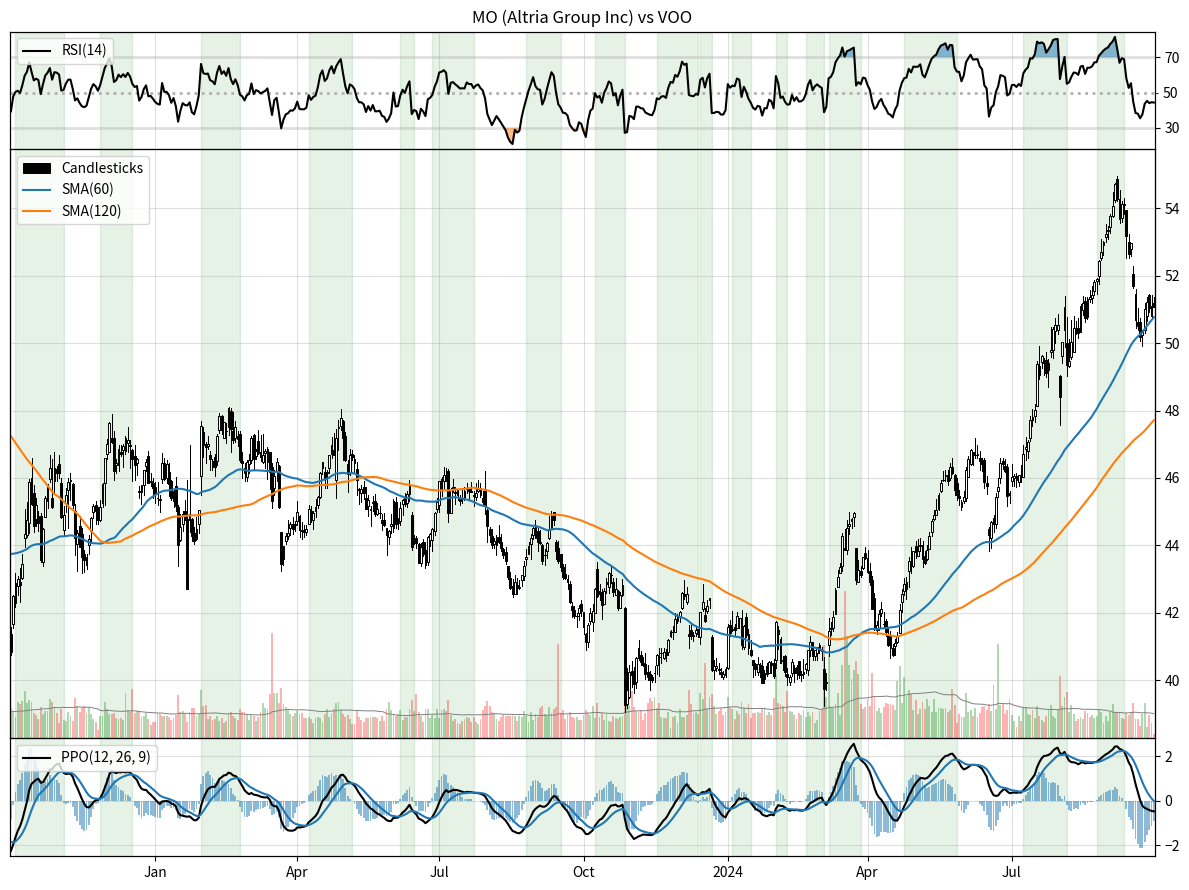 MO (Altria Group Inc) vs VOO
RSI(14)
70
50
30
Candlesticks
SMA(60)
SMA(120)
54
52
50
48
46
44
42
40
PPO(12, 26, 9)
2
0
−2
Jan
Apr
Jul
Oct
2024
Apr
Jul